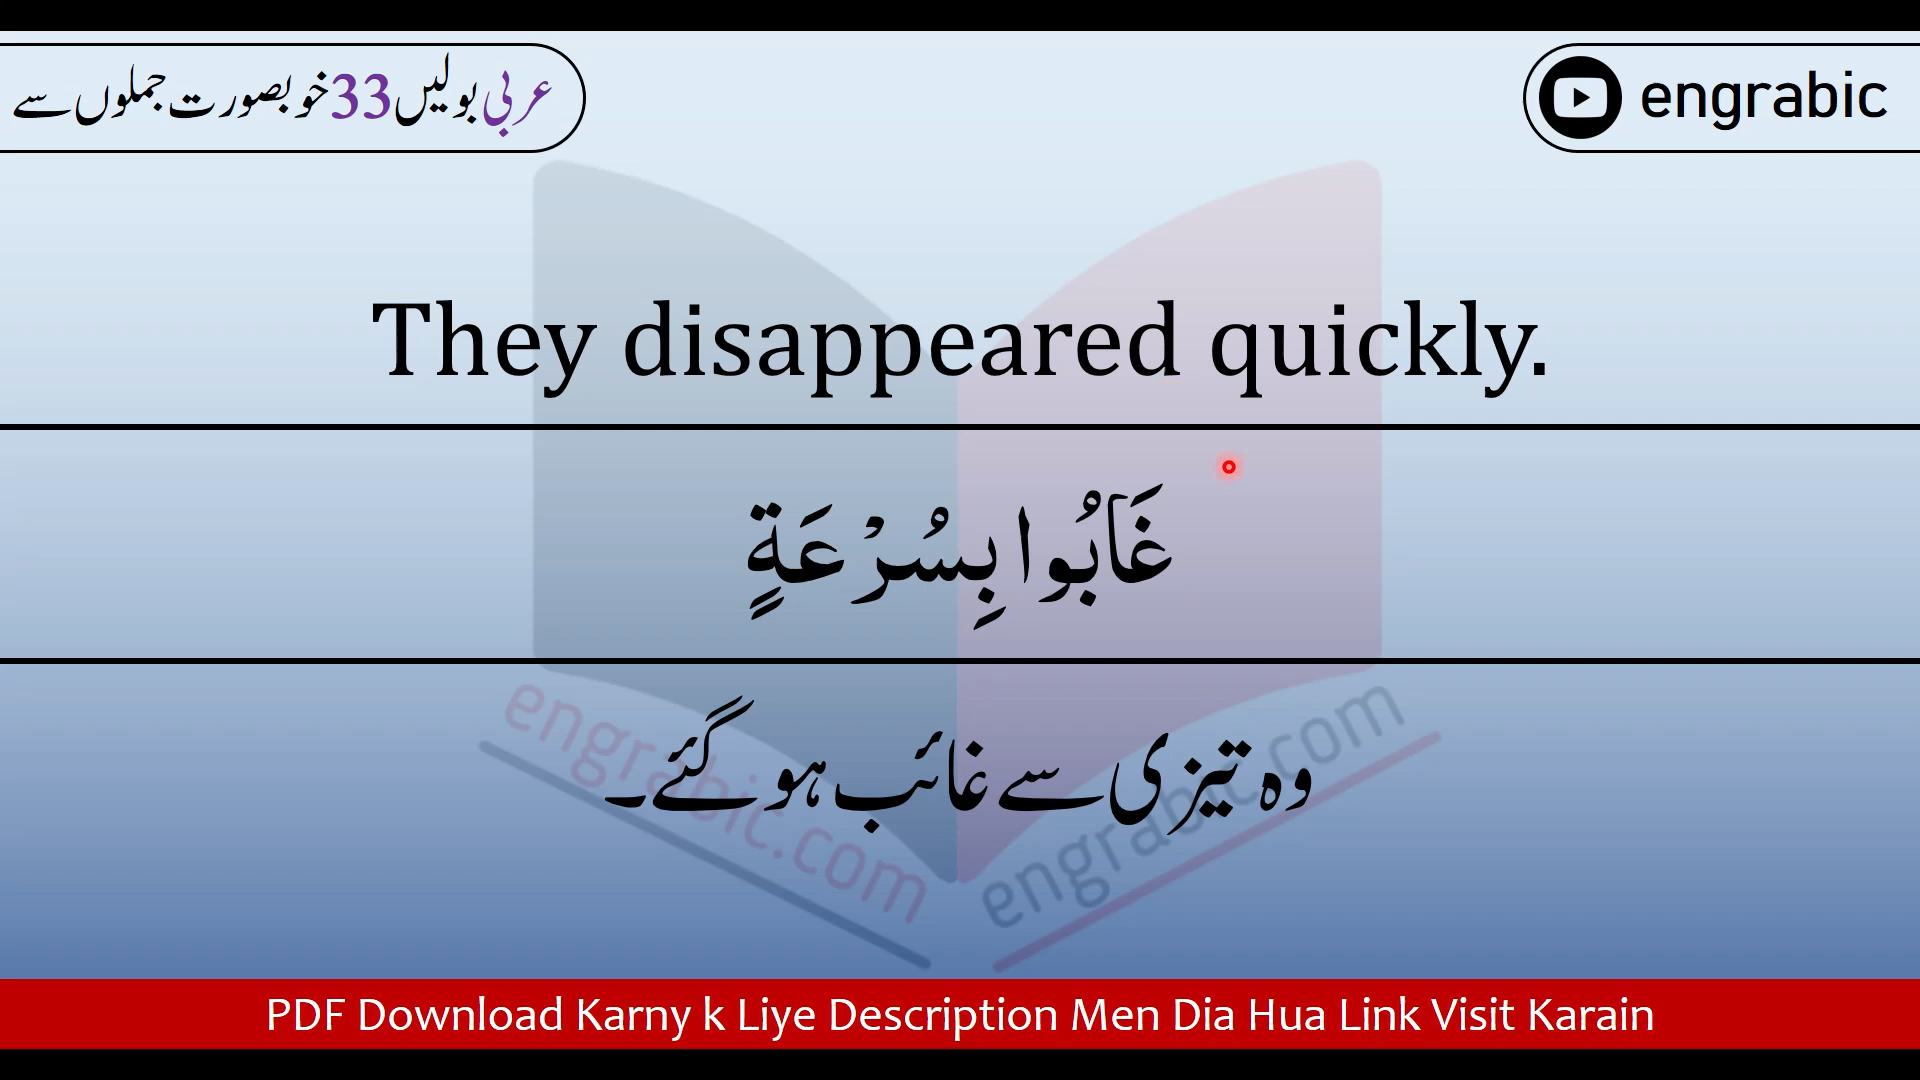 عربی بولیں 33 خوبصورت جملوں سے
engrabic
They disappeared quickly.
غَابُوا بِسُرْعَةٍ
وہ تیزی سے غائب ہو گئے۔
engrabic.com
engrabic.com
PDF Download Karny k Liye Description Men Dia Hua Link Visit Karain